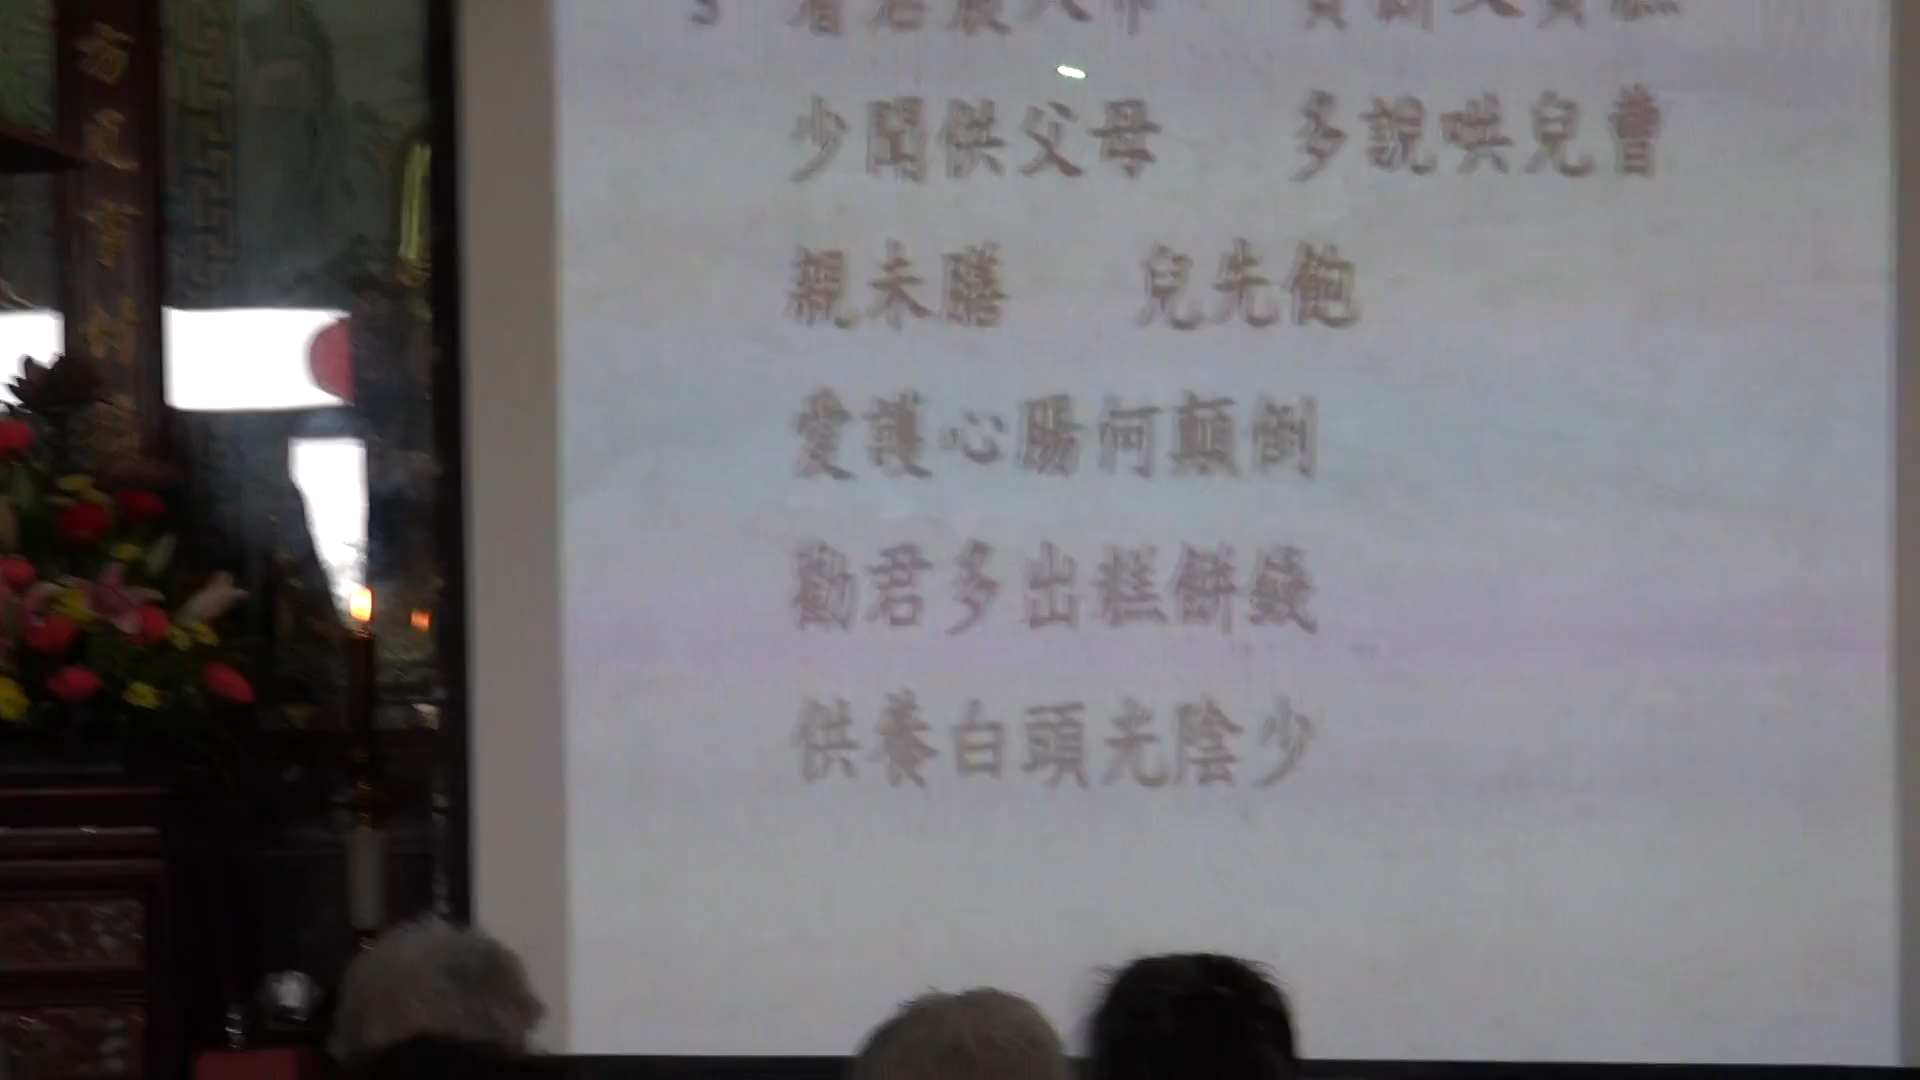 少聞供父母 多說哄兒曹
親未膳 兒先飽
愛護心腸何顛倒
勸君多出糕餅錢
供養白頭光陰少